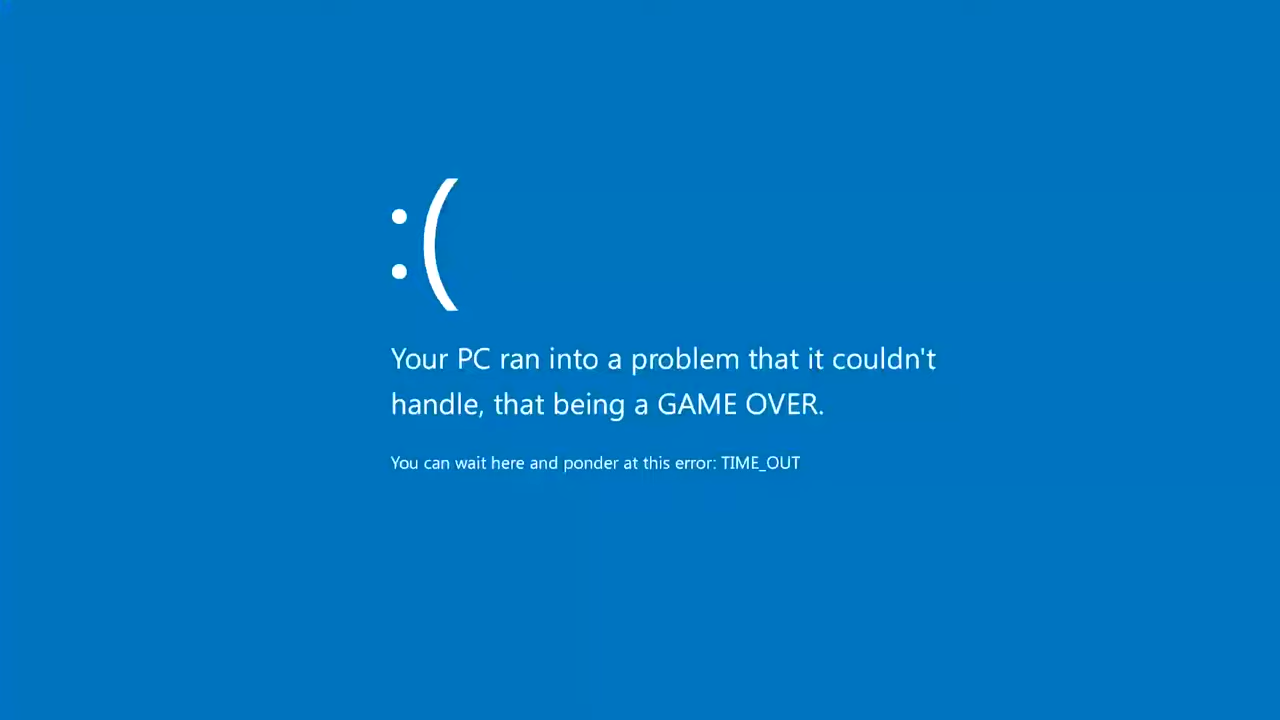 :(
Your PC ran into a problem that it couldn't
handle, that being a GAME OVER.
You can wait here and ponder at this error: TIME_OUT